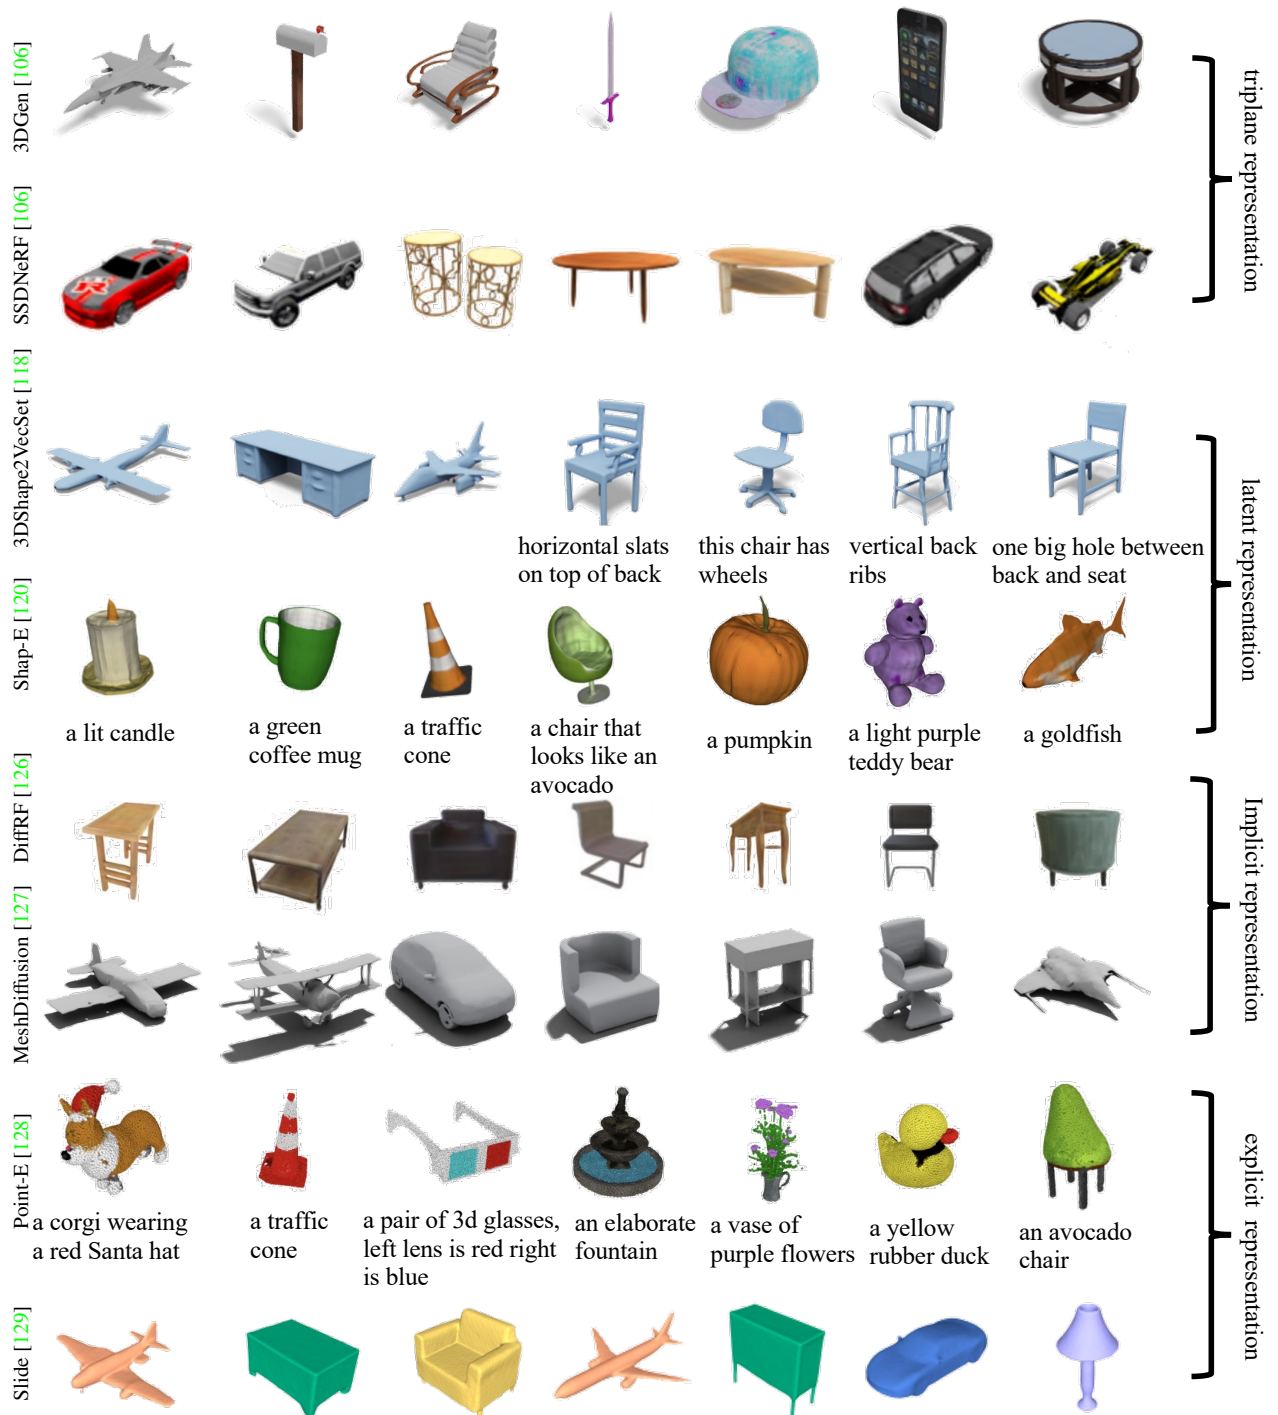 3DGen [106]
triplane representation
SSDNeRF [106]
3DShape2VecSet [118]
latent representation
horizontal slats
on top of back
this chair has
wheels
vertical back
ribs
one big hole between
back and seat
Shap-E [120]
a lit candle
a green
coffee mug
a traffic
cone
a chair that
looks like an
avocado
a pumpkin
a light purple
teddy bear
a goldfish
DiffRF [126]
Implicit representation
MeshDiffusion [127]
Point-E [128]
explicit representation
a corgi wearing
a red Santa hat
a traffic
cone
a pair of 3d glasses,
left lens is red right
is blue
an elaborate
fountain
a vase of
purple flowers
a yellow
rubber duck
an avocado
chair
Slide [129]